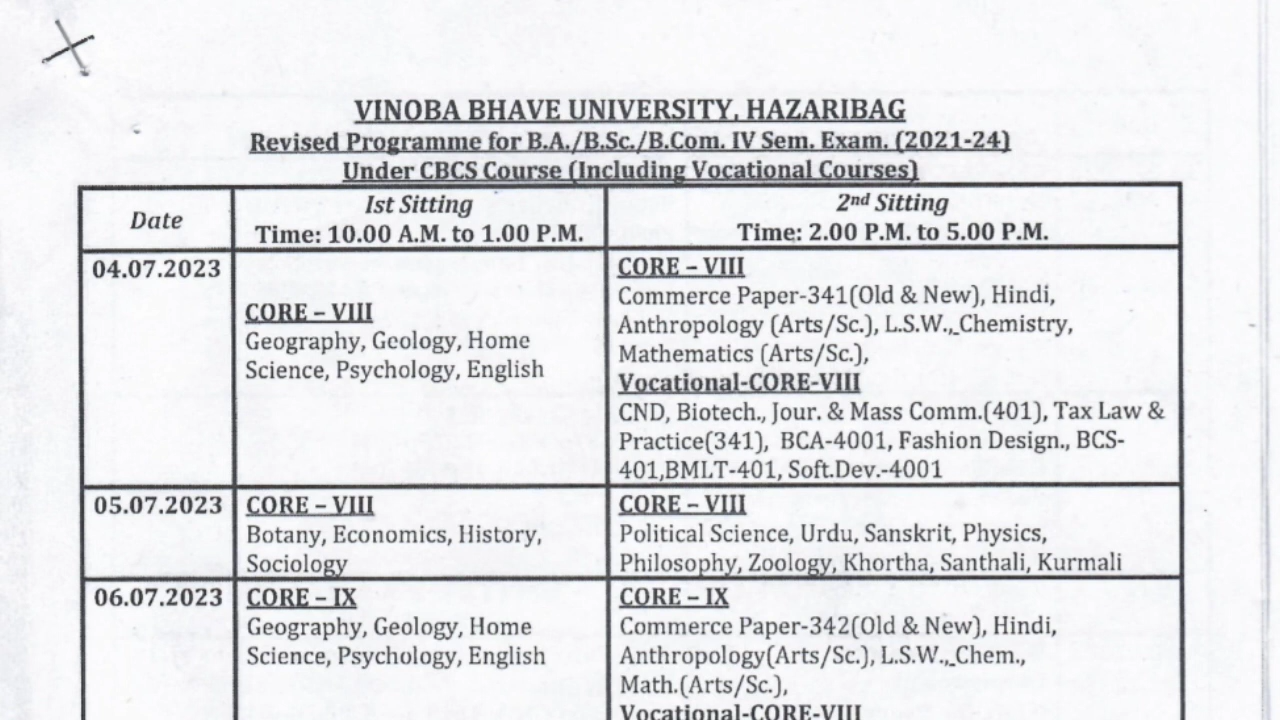 VINOBA BHAVE UNIVERSITY, HAZARIBAG
Revised Programme for B.A./B.Sc./B.Com. IV Sem. Exam. (2021-24)
Under CBCS Course (Including Vocational Courses)
Date
Ist Sitting
Time: 10.00 A.M. to 1.00 P.M.
2nd Sitting
Time: 2.00 P.M. to 5.00 P.M.
04.07.2023
CORE – VIII
Geography, Geology, Home
Science, Psychology, English
CORE – VIII
Commerce Paper-341(Old & New), Hindi,
Anthropology (Arts/Sc.), L.S.W., Chemistry,
Mathematics (Arts/Sc.),
Vocational-CORE-VIII
CND, Biotech., Jour. & Mass Comm.(401), Tax Law &
Practice(341), BCA-4001, Fashion Design., BCS-
401,BMLT-401, Soft.Dev.-4001
05.07.2023
CORE – VIII
Botany, Economics, History,
Sociology
CORE – VIII
Political Science, Urdu, Sanskrit, Physics,
Philosophy, Zoology, Khortha, Santhali, Kurmali
06.07.2023
CORE – IX
Geography, Geology, Home
Science, Psychology, English
CORE – IX
Commerce Paper-342(Old & New), Hindi,
Anthropology(Arts/Sc.), L.S.W., Chem.,
Math.(Arts/Sc.),
Vocational-CORE-VIII